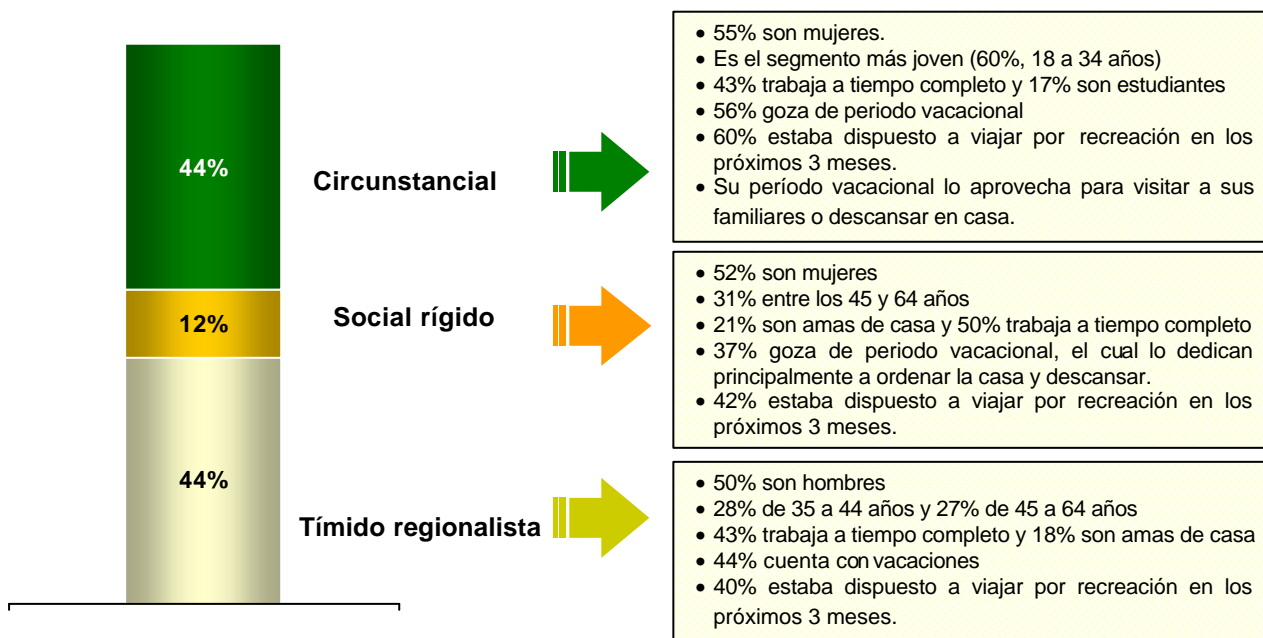 44%
Circunstancial
• 55% son mujeres.
• Es el segmento más joven (60%, 18 a 34 años)
• 43% trabaja a tiempo completo y 17% son estudiantes
• 56% goza de periodo vacacional
• 60% estaba dispuesto a viajar por recreación en los
próximos 3 meses.
• Su período vacacional lo aprovecha para visitar a sus
familiares o descansar en casa.
12%
Social rígido
• 52% son mujeres
• 31% entre los 45 y 64 años
• 21% son amas de casa y 50% trabaja a tiempo completo
• 37% goza de periodo vacacional, el cual lo dedican
principalmente a ordenar la casa y descansar.
• 42% estaba dispuesto a viajar por recreación en los
próximos 3 meses.
44%
Tímido regionalista
• 50% son hombres
• 28% de 35 a 44 años y 27% de 45 a 64 años
• 43% trabaja a tiempo completo y 18% son amas de casa
• 44% cuenta con vacaciones
• 40% estaba dispuesto a viajar por recreación en los
próximos 3 meses.